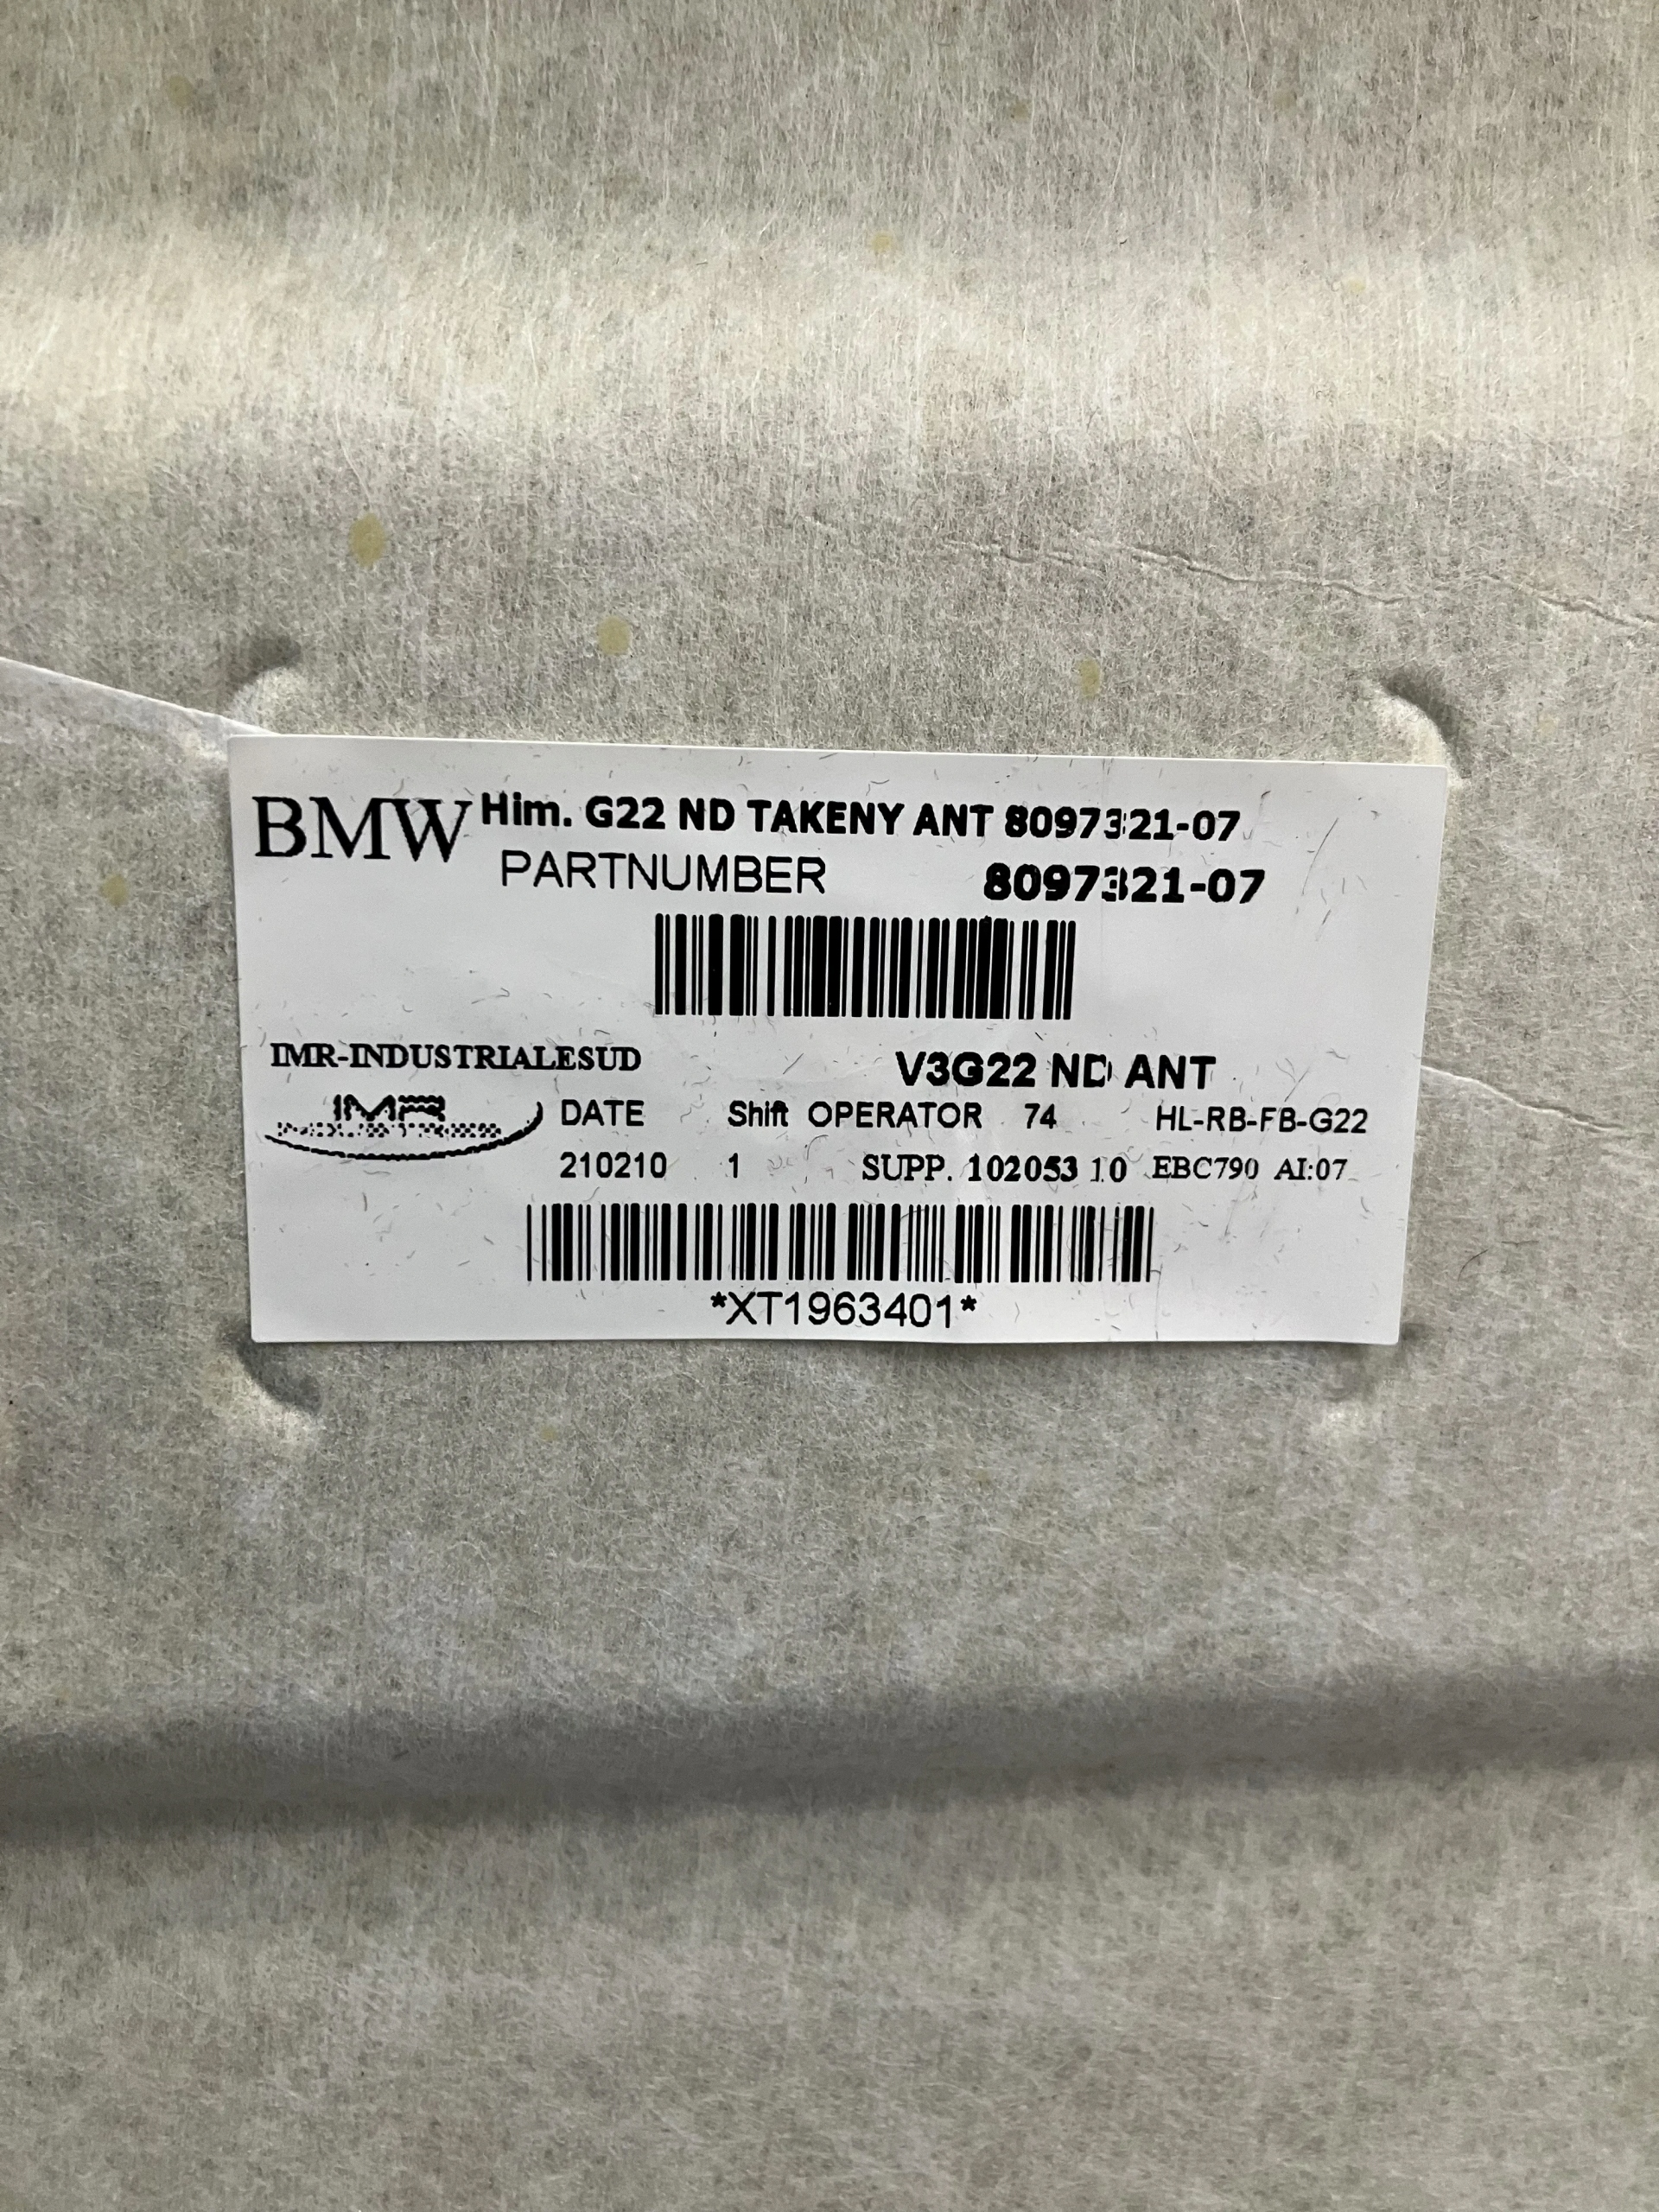 BMW Him. G22 ND TAKENY ANT 8097321-07
PARTNUMBER 8097321-07
IMR-INDUSTRIALESUD V3G22 ND ANT
IMR
DATE Shift OPERATOR 74 HL-RB-FB-G22
210210 1 SUPP. 102053 10 EBC790 AI:07
*XT1963401*